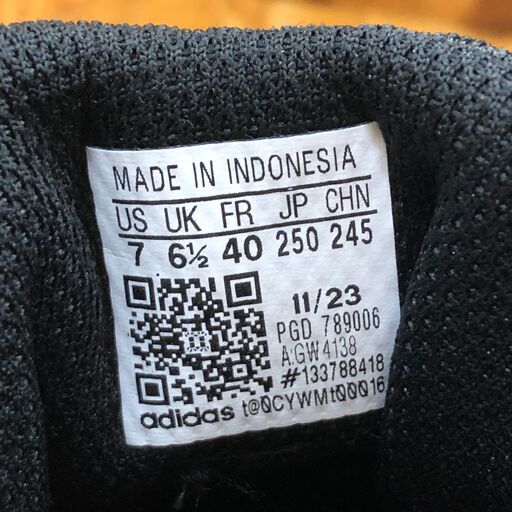 MADE IN INDONESIA
US UK FR JP CHN
7 6½ 40 250 245
11/23
PGD 789006
A:GW4138
#133788418
adidas t@0CYWMt00016